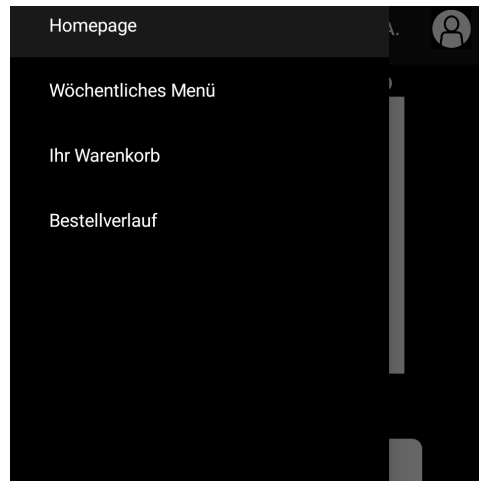 Homepage
A.
Wöchentliches Menü
Ihr Warenkorb
Bestellverlauf